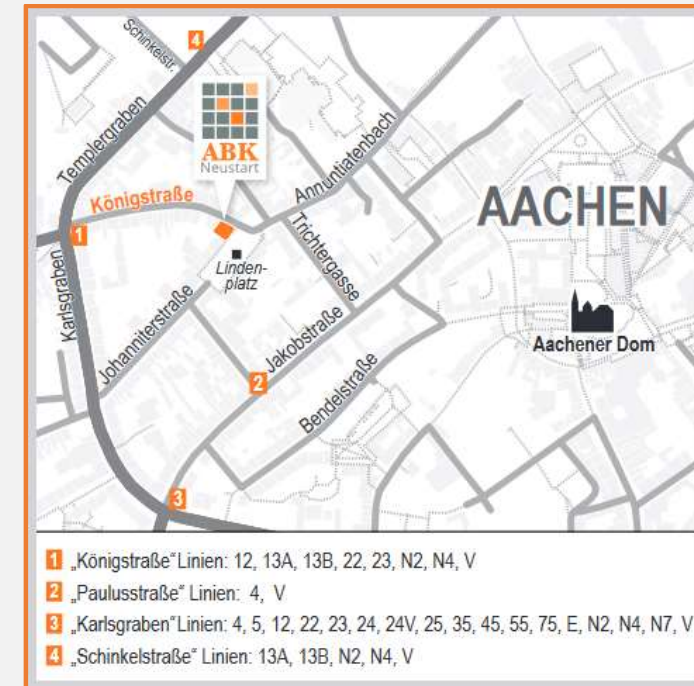 Schinkelstr.
4
Templergraben
ABK
Neustart
Annuntiatenbach
Königstraße
AACHEN
1
Trichtergasse
Linden-
platz
Karlsgraben
Johanniterstraße
Jakobstraße
Aachener Dom
2
Bendelstraße
3
1 „Königstraße“ Linien: 12, 13A, 13B, 22, 23, N2, N4, V
2 „Paulusstraße“ Linien: 4, V
3 „Karlsgraben“ Linien: 4, 5, 12, 22, 23, 24, 24V, 25, 35, 45, 55, 75, E, N2, N4, N7, V
4 „Schinkelstraße“ Linien: 13A, 13B, N2, N4, V